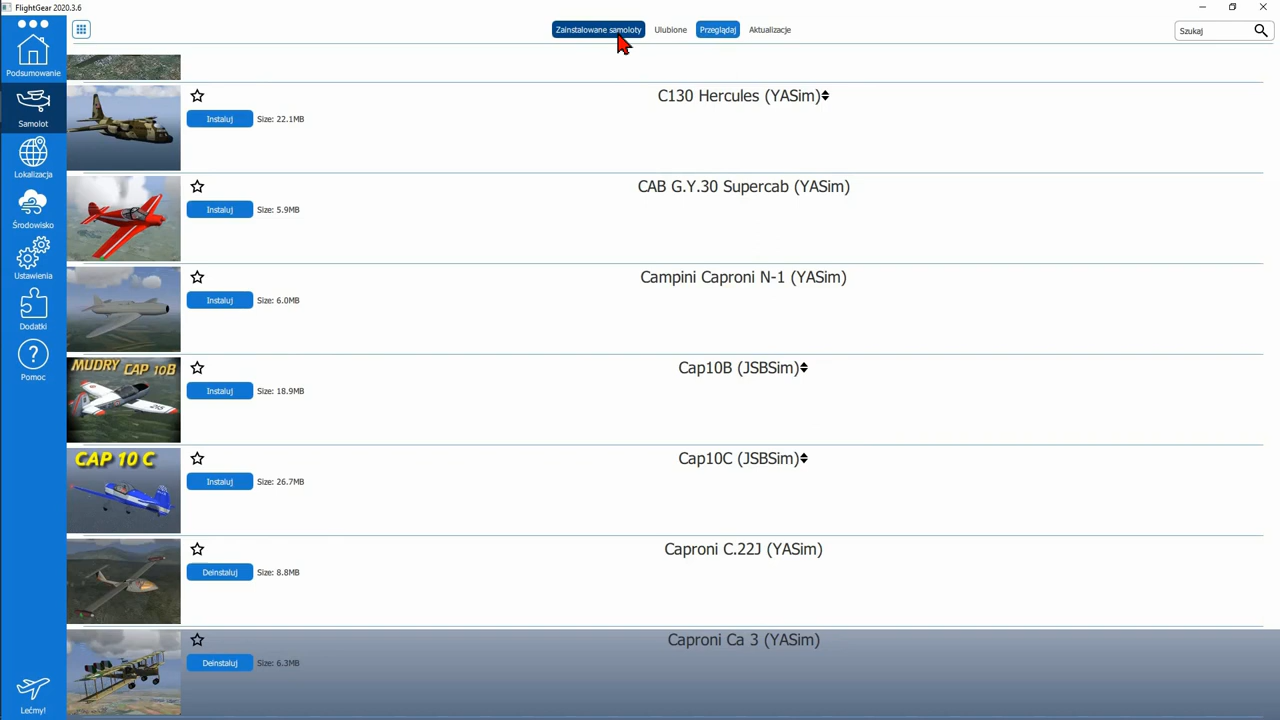 FlightGear 2020.3.6
Zainstalowane samoloty
Ulubione
Przeglądaj
Aktualizacje
Szukaj
Podsumowanie
Samolot
Lokalizacja
Środowisko
Ustawienia
Dodatki
?
Pomoc
Lećmy!
C130 Hercules (YASim)
Instaluj
Size: 22.1MB
CAB G.Y.30 Supercab (YASim)
Instaluj
Size: 5.9MB
Campini Caproni N-1 (YASim)
Instaluj
Size: 6.0MB
MUDRY CAP 10B
Cap10B (JSBSim)
Instaluj
Size: 18.9MB
CAP 10 C
Cap10C (JSBSim)
Instaluj
Size: 26.7MB
Caproni C.22J (YASim)
Deinstaluj
Size: 8.8MB
Caproni Ca 3 (YASim)
Deinstaluj
Size: 6.3MB